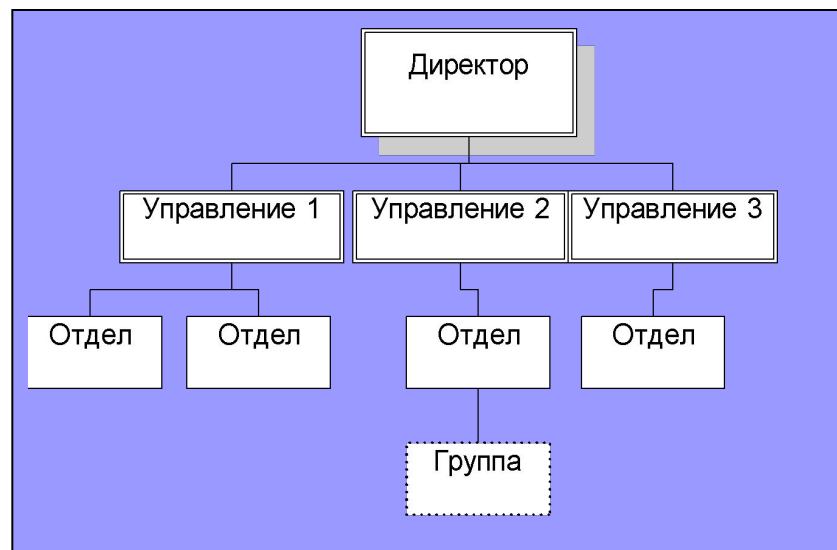 Директор
Управление 1
Управление 2
Управление 3
Отдел
Отдел
Отдел
Отдел
Группа